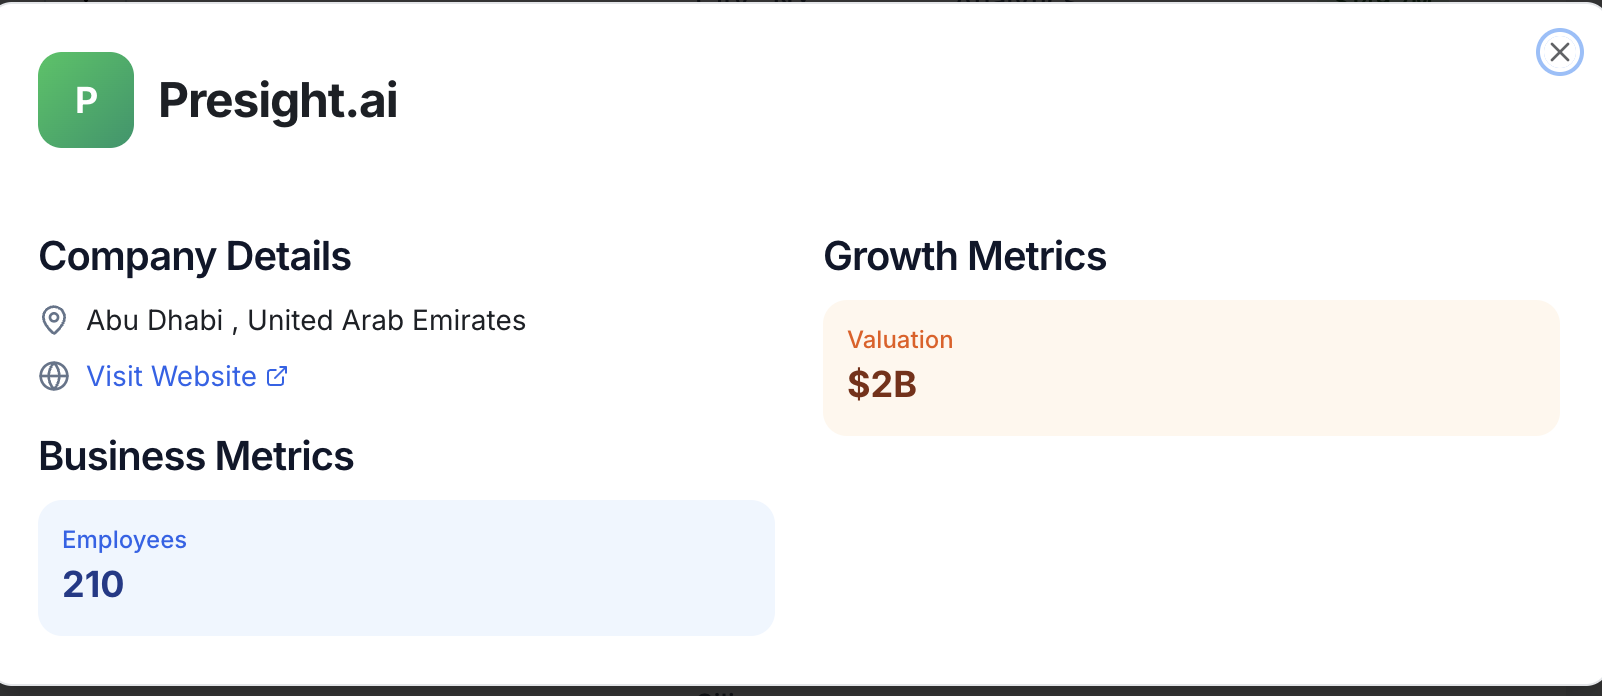 P
Presight.ai
Company Details
Abu Dhabi , United Arab Emirates
Visit Website
Business Metrics
Employees
210
Growth Metrics
Valuation
$2B